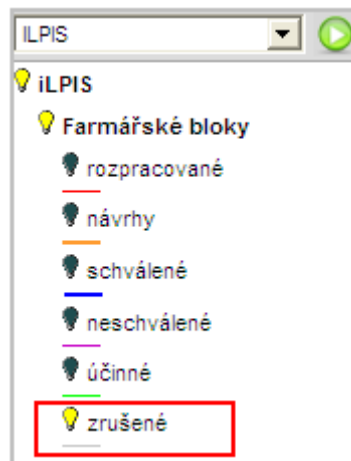 ILPIS
iLPIS
Farmářské bloky
rozpracované
návrhy
schválené
neschválené
účinné
zrušené